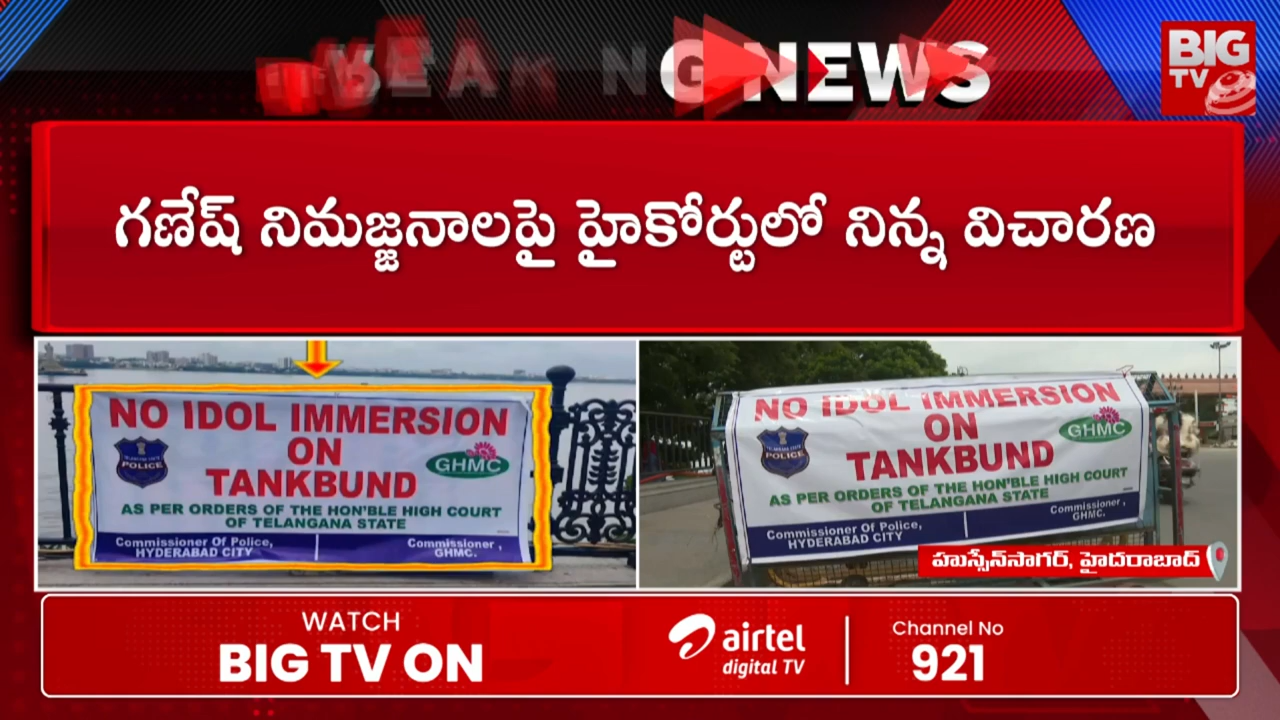 NEWS
BIG
TV
గణేష్ నిమజ్జనాలపై హైకోర్టులో నిన్న విచారణ
NO IDOL IMMERSION
ON
TANKBUND
POLICE
GHMC
AS PER ORDERS OF THE HON'BLE HIGH COURT
OF TELANGANA STATE
Commissioner Of Police,
HYDERABAD CITY
Commissioner ,
GHMC.
NO IDOL IMMERSION
ON
TANKBUND
POLICE
GHMC
AS PER ORDERS OF THE HON'BLE HIGH COURT
OF TELANGANA STATE
Commissioner Of Police,
HYDERABAD CITY
Commissioner ,
GHMC.
హుస్సేన్‌సాగర్, హైదరాబాద్
WATCH
BIG TV ON
airtel
digital TV
Channel No
921